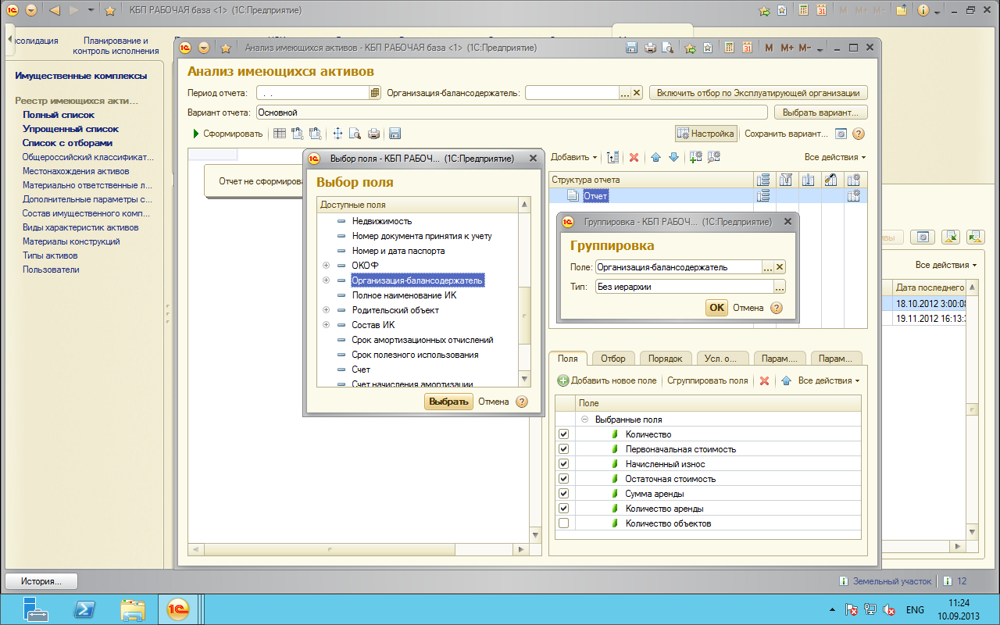 КБП РАБОЧАЯ база <1> (1С:Предприятие)
M M+ M-
Планирование и
контроль исполнения
Анализ имеющихся активов - КБП РАБОЧАЯ база <1> (1С:Предприятие)
M M+ M-
Имущественные комплексы
Реестр имеющихся акти...
Полный список
Упрощенный список
Список с отборами
Общероссийский классификат...
Местонахождения активов
Материально ответственные л...
Дополнительные параметры с...
Состав имущественного комп...
Виды характеристик активов
Материалы конструкций
Типы активов
Пользователи
Анализ имеющихся активов
Период отчета: . .
Организация-балансодержатель: ...
Включить отбор по Эксплуатирующей организации
Вариант отчета: Основной
Выбрать вариант...
Сформировать
Настройка
Сохранить вариант...
Отчет не сформирова
Добавить
Все действия
Структура отчета
Отчет
Выбор поля - КБП РАБОЧ... (1С:Предприятие)
Выбор поля
Доступные поля
Недвижимость
Номер документа принятия к учету
Номер и дата паспорта
ОКОФ
Организация-балансодержатель
Полное наименование ИК
Родительский объект
Состав ИК
Срок амортизационных отчислений
Срок полезного использования
Счет
Счет начисления амортизации
Выбрать
Отмена
Группировка - КБП РАБОЧ... (1С:Предприятие)
Группировка
Поле: Организация-балансодержатель ...
Тип: Без иерархии ...
OK
Отмена
Поля
Отбор
Порядок
Усл. о...
Парам....
Парам...
Добавить новое поле
Сгруппировать поля
Все действия
Поле
Выбранные поля
Количество
Первоначальная стоимость
Начисленный износ
Остаточная стоимость
Сумма аренды
Количество аренды
Количество объектов
Все действия
Дата последнего
18.10.2012 3:00:08
19.11.2012 16:13:3
История...
Земельный участок
12
ENG
11:24
10.09.2013